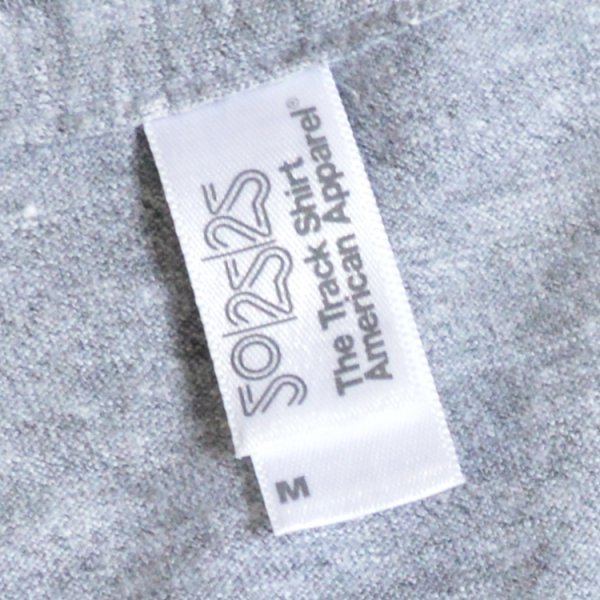 50/25/25
The Track Shirt
American Apparel®
M